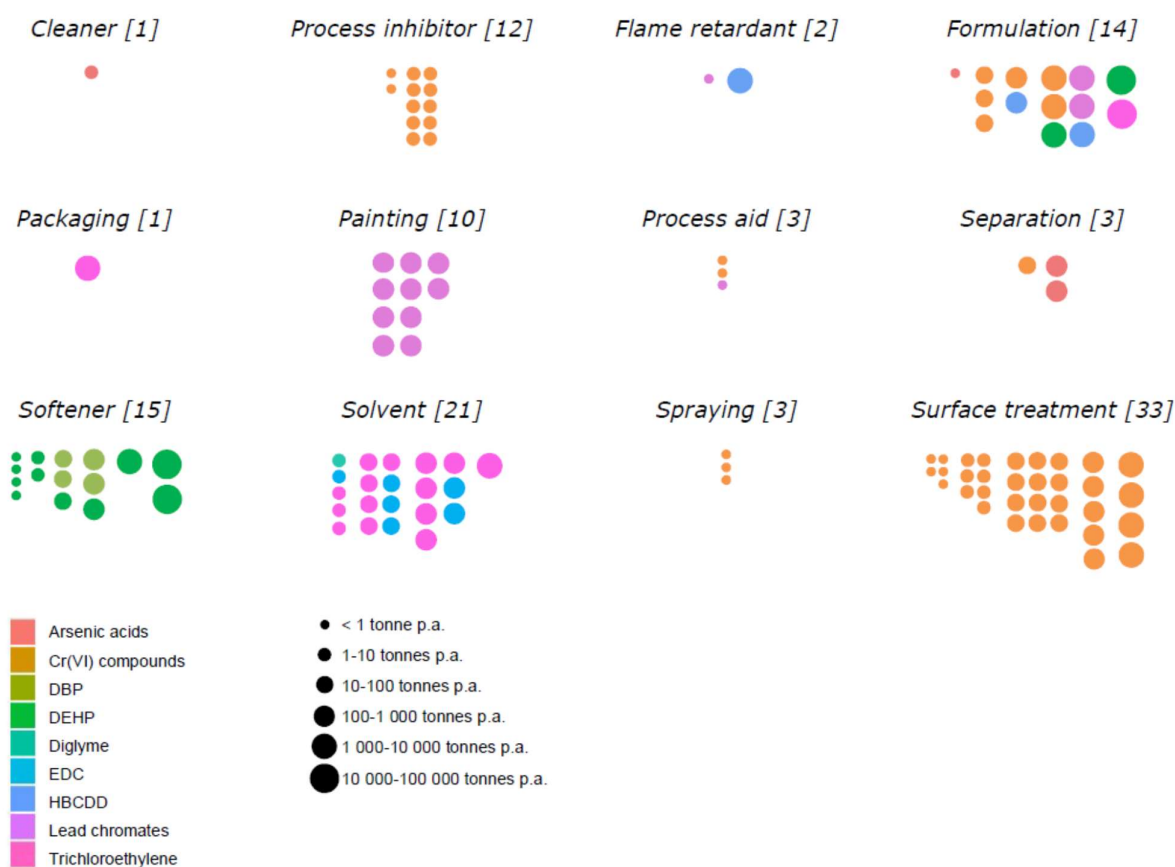 Cleaner [1]
Process inhibitor [12]
Flame retardant [2]
Formulation [14]
Packaging [1]
Painting [10]
Process aid [3]
Separation [3]
Softener [15]
Solvent [21]
Spraying [3]
Surface treatment [33]
Arsenic acids
Cr(VI) compounds
DBP
DEHP
Diglyme
EDC
HBCDD
Lead chromates
Trichloroethylene
< 1 tonne p.a.
1-10 tonnes p.a.
10-100 tonnes p.a.
100-1 000 tonnes p.a.
1 000-10 000 tonnes p.a.
10 000-100 000 tonnes p.a.